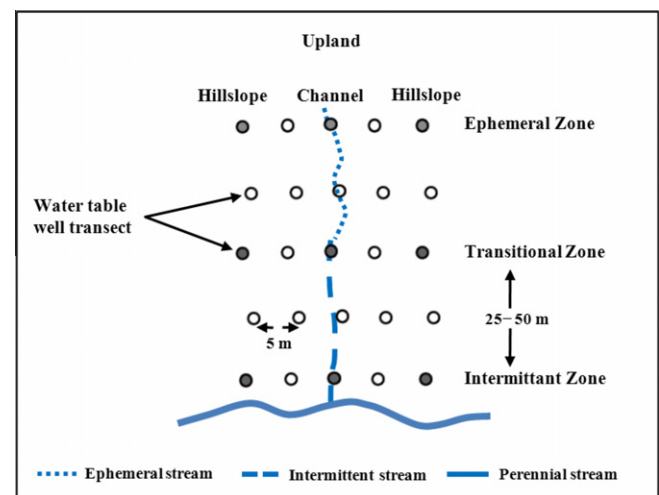 Upland
Hillslope Channel Hillslope
Ephemeral Zone
Water table
well transect
Transitional Zone
25–50 m
5 m
Intermittant Zone
Ephemeral stream Intermittent stream Perennial stream